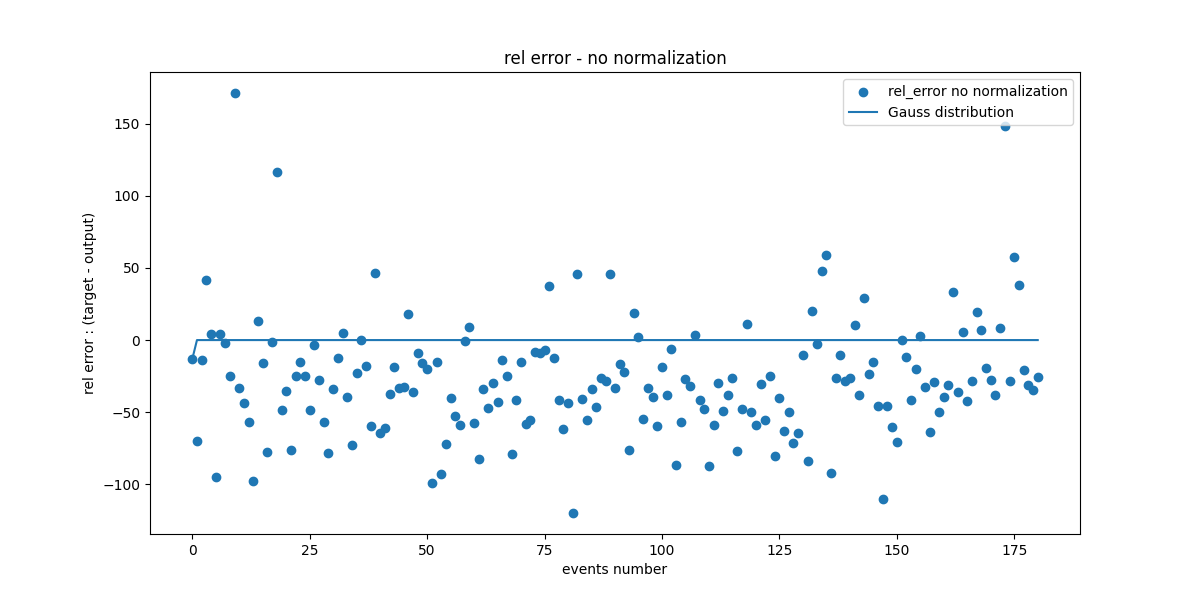 rel error - no normalization
rel_error no normalization
Gauss distribution
rel error : (target - output)
150
100
50
0
−50
−100
0 25 50 75 100 125 150 175
events number